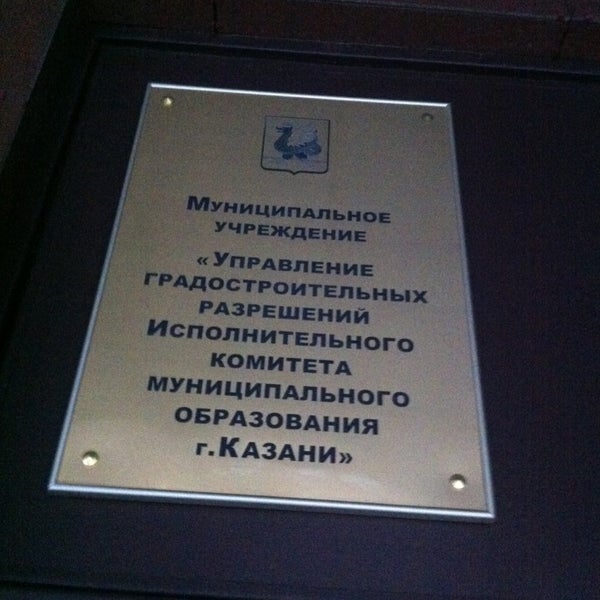 Муниципальное
учреждение
«Управление
градостроительных
разрешений
Исполнительного
комитета
муниципального
образования
г.Казани»